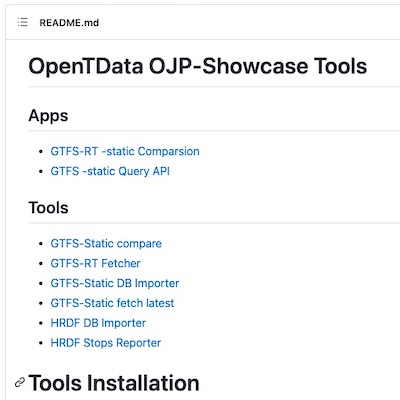 README.md
OpenTData OJP-Showcase Tools
Apps
GTFS-RT -static Comparsion
GTFS -static Query API
Tools
GTFS-Static compare
GTFS-RT Fetcher
GTFS-Static DB Importer
GTFS-Static fetch latest
HRDF DB Importer
HRDF Stops Reporter
Tools Installation